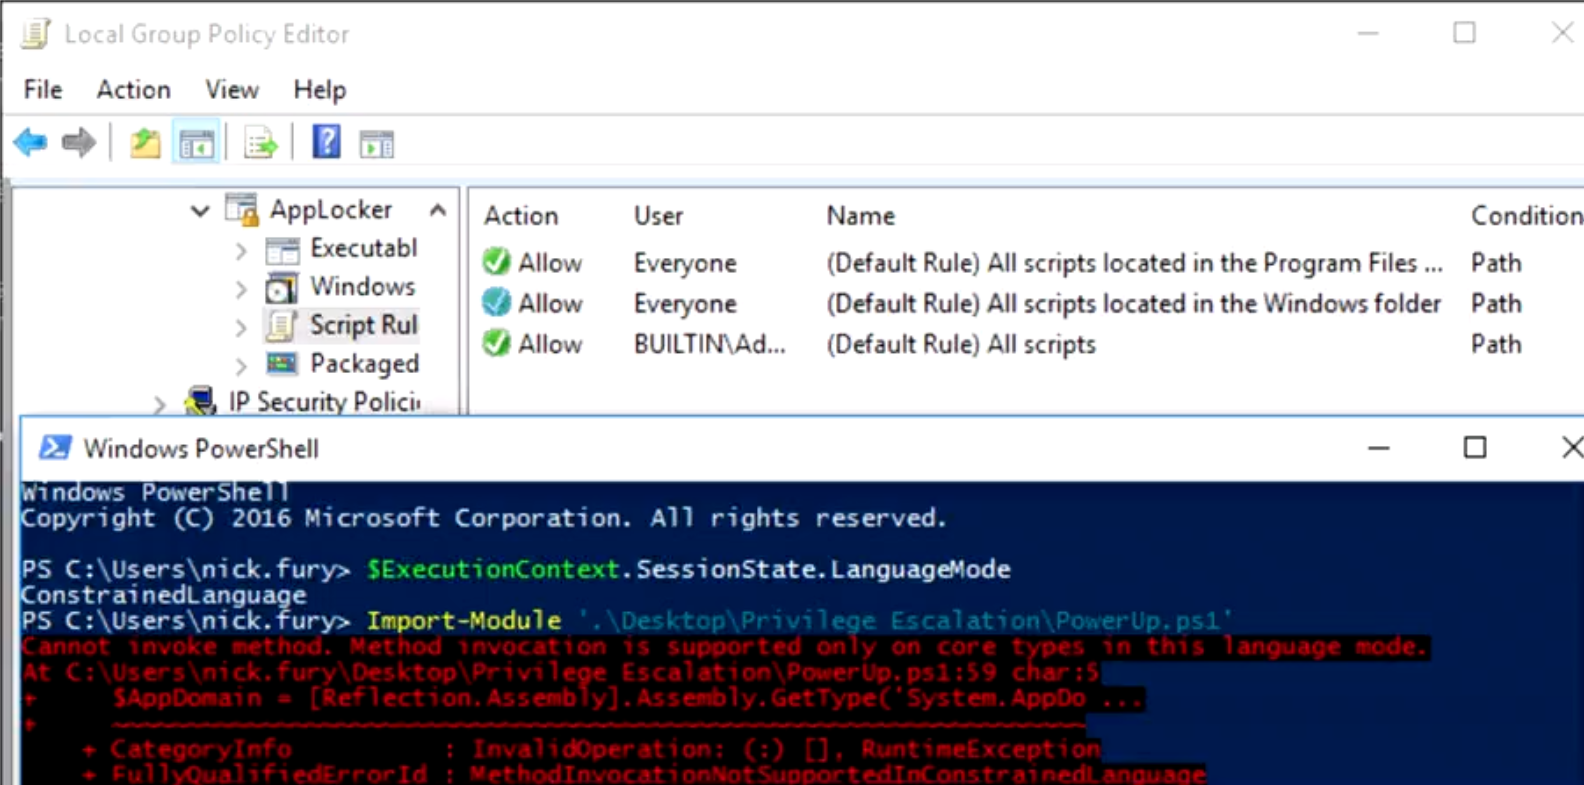 Local Group Policy Editor
File Action View Help
AppLocker
Executabl
Windows
Script Rul
Packaged
IP Security Polici
Action User Name Condition
Allow Everyone (Default Rule) All scripts located in the Program Files ... Path
Allow Everyone (Default Rule) All scripts located in the Windows folder Path
Allow BUILTIN\Ad... (Default Rule) All scripts Path
Windows PowerShell
Windows PowerShell
Copyright (C) 2016 Microsoft Corporation. All rights reserved.
PS C:\Users\nick.fury> $ExecutionContext.SessionState.LanguageMode
ConstrainedLanguage
PS C:\Users\nick.fury> Import-Module '.\Desktop\Privilege Escalation\PowerUp.ps1'
Cannot invoke method. Method invocation is supported only on core types in this language mode.
At C:\Users\nick.fury\Desktop\Privilege Escalation\PowerUp.ps1:59 char:5
+ $AppDomain = [Reflection.Assembly].Assembly.GetType('System.AppDo ...
+ ~~~~~~~~~~~~~~~~~~~~~~~~~~~~~~~~~~~~~~~~~~~~~~~~~~~~~~~~~~~~~~~~~
+ CategoryInfo : InvalidOperation: (:) [], RuntimeException
+ FullyQualifiedErrorId : MethodInvocationNotSupportedInConstrainedLanguage